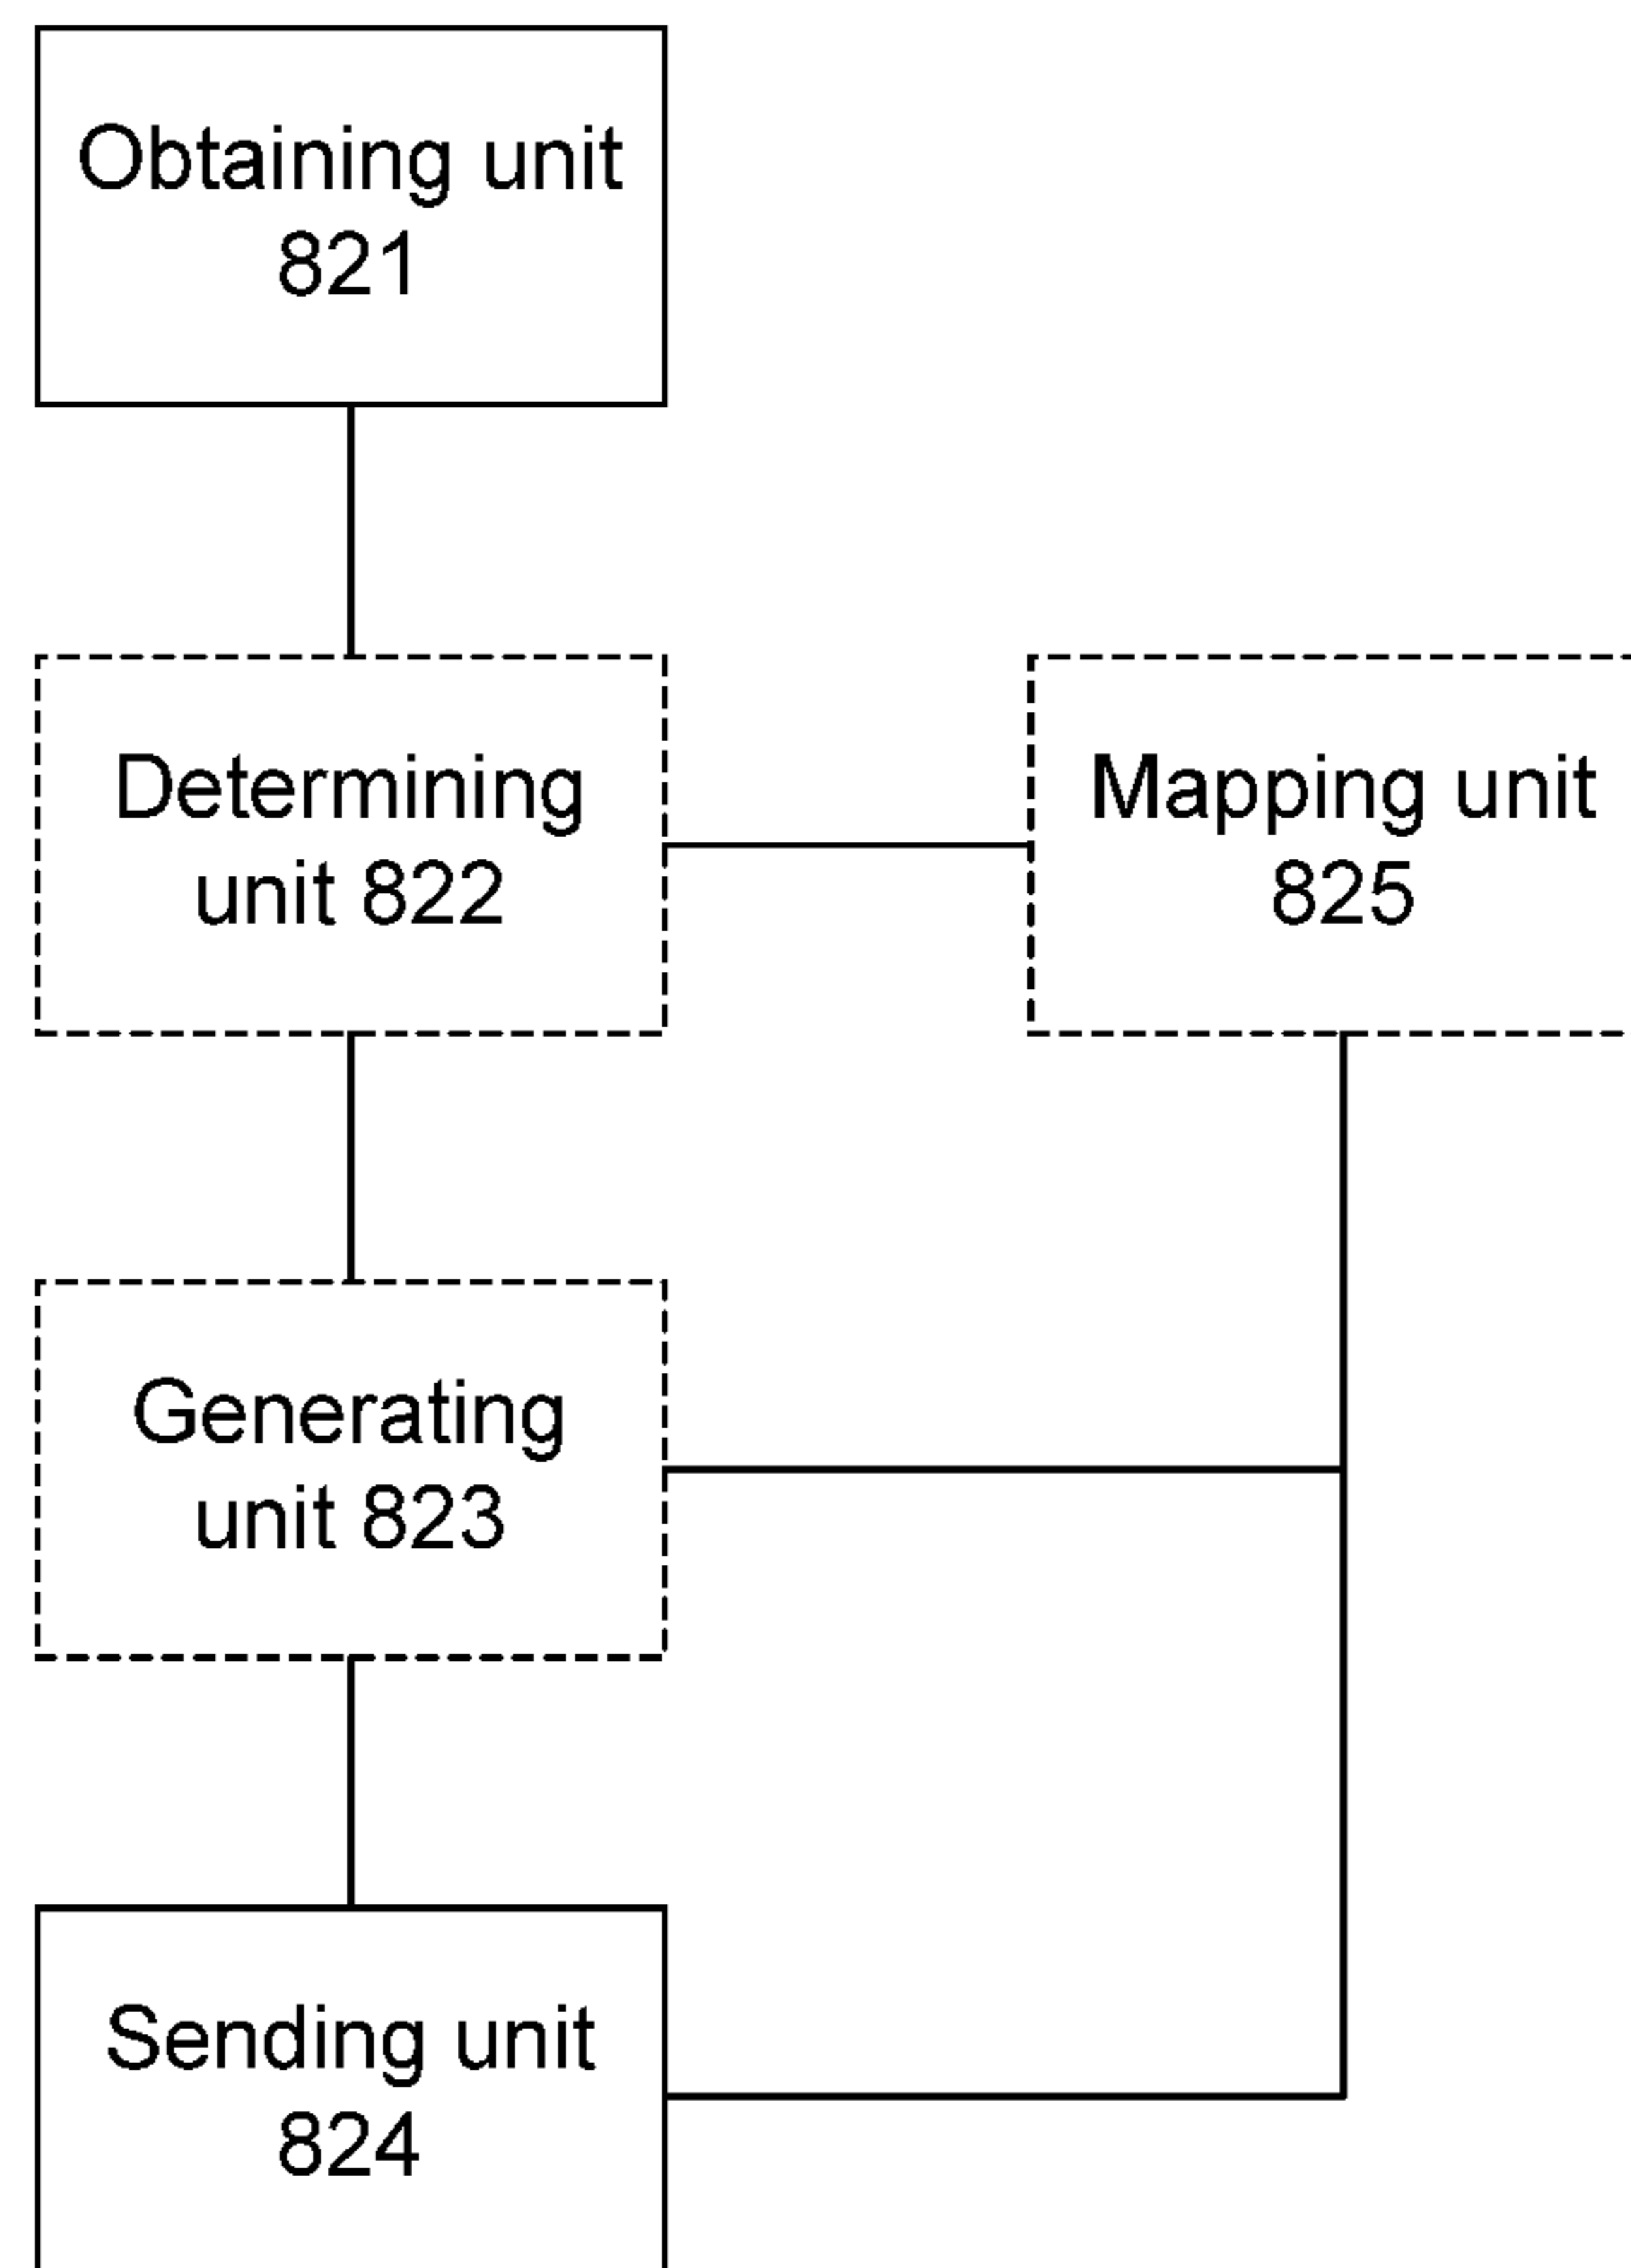 Obtaining unit
821
Determining
unit 822
Mapping unit
825
Generating
unit 823
Sending unit
824